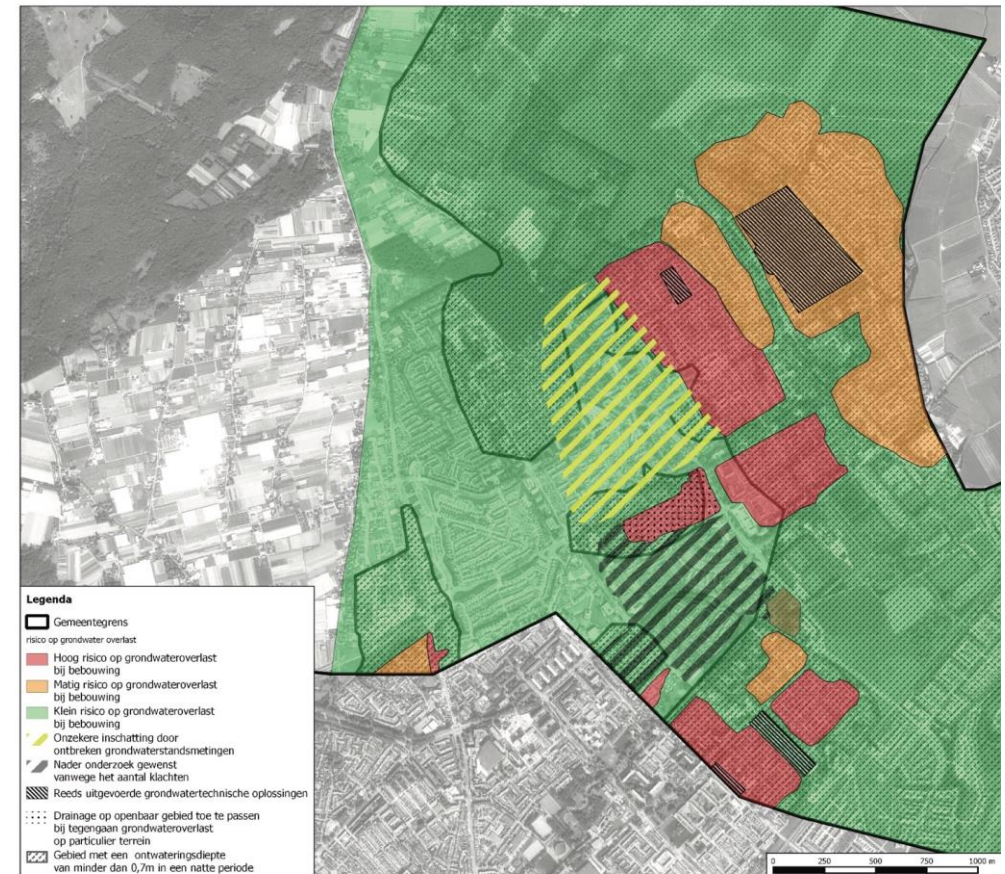 Legenda
Gemeentegrens
risico op grondwater overlast
Hoog risico op grondwateroverlast
bij bebouwing
Matig risico op grondwateroverlast
bij bebouwing
Klein risico op grondwateroverlast
bij bebouwing
Onzekere inschatting door
ontbreken grondwaterstandsmetingen
Nader onderzoek gewenst
vanwege het aantal klachten
Reeds uitgevoerde grondwatertechnische oplossingen
Drainage op openbaar gebied toe te passen
bij tegengaan grondwateroverlast
op particulier terrein
Gebied met een ontwateringsdiepte
van minder dan 0,7m in een natte periode
0 250 500 750 1000 m